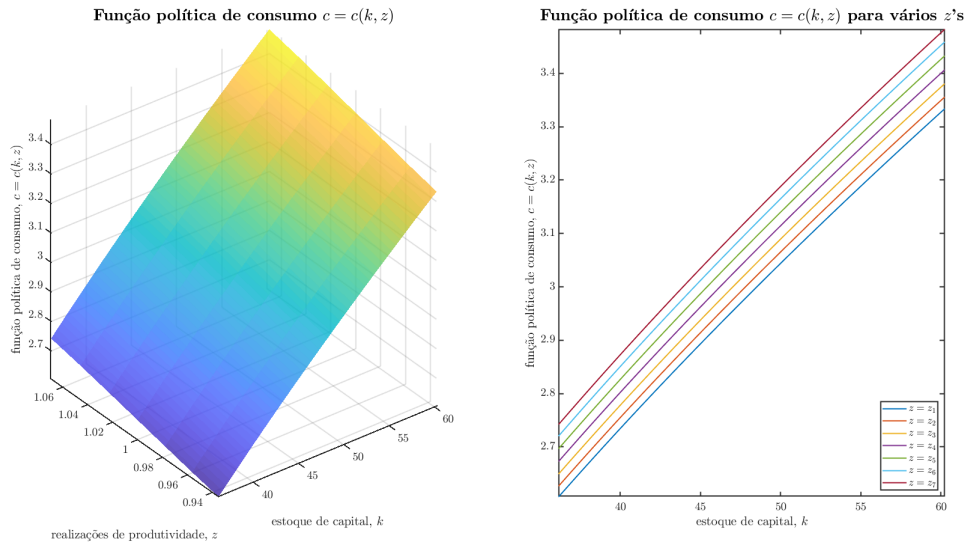 Função política de consumo c = c(k, z)
função política de consumo, c = c(k, z)
3.4
3.3
3.2
3.1
3
2.9
2.8
2.7
1.06
1.04
1.02
1
0.98
0.96
0.94
realizações de produtividade, z
40
45
50
55
60
estoque de capital, k
Função política de consumo c = c(k, z) para vários z's
função política de consumo, c = c(k, z)
3.4
3.3
3.2
3.1
3
2.9
2.8
2.7
40
45
50
55
60
estoque de capital, k
z = z₁
z = z₂
z = z₃
z = z₄
z = z₅
z = z₆
z = z₇